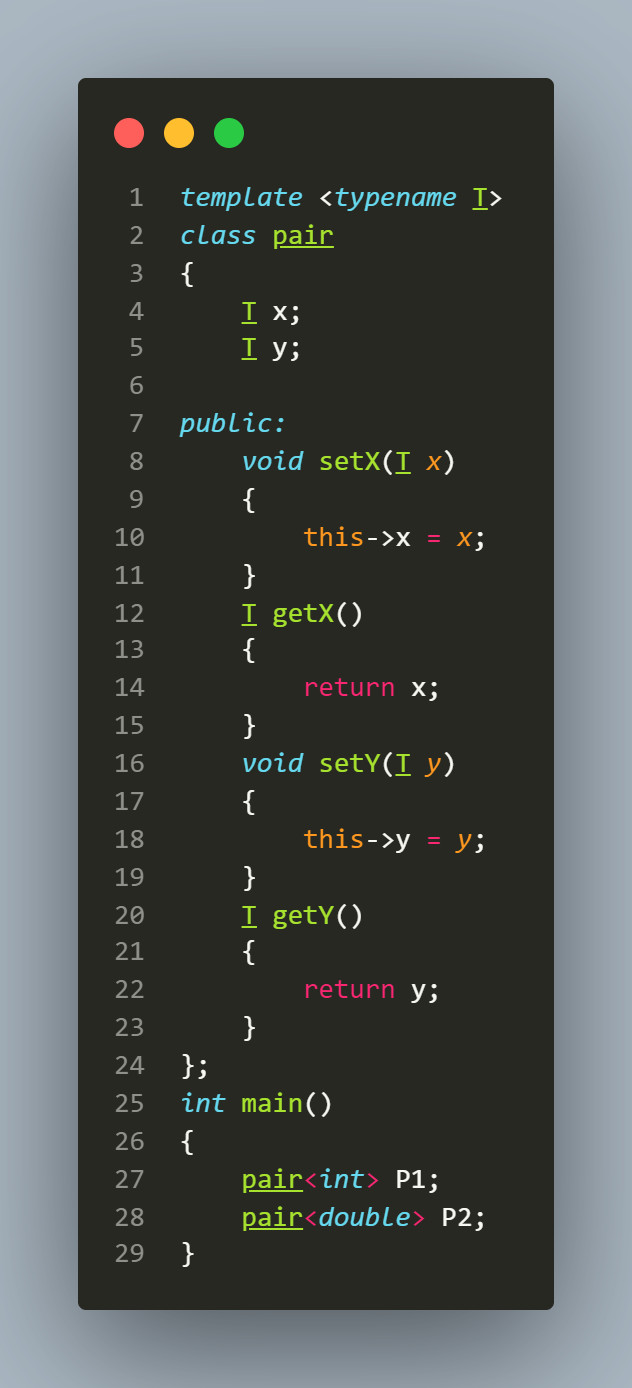 1 template <typename T>
2 class pair
3 {
4     T x;
5     T y;
6
7 public:
8     void setX(T x)
9     {
10         this->x = x;
11     }
12     T getX()
13     {
14         return x;
15     }
16     void setY(T y)
17     {
18         this->y = y;
19     }
20     T getY()
21     {
22         return y;
23     }
24 };
25 int main()
26 {
27     pair<int> P1;
28     pair<double> P2;
29 }